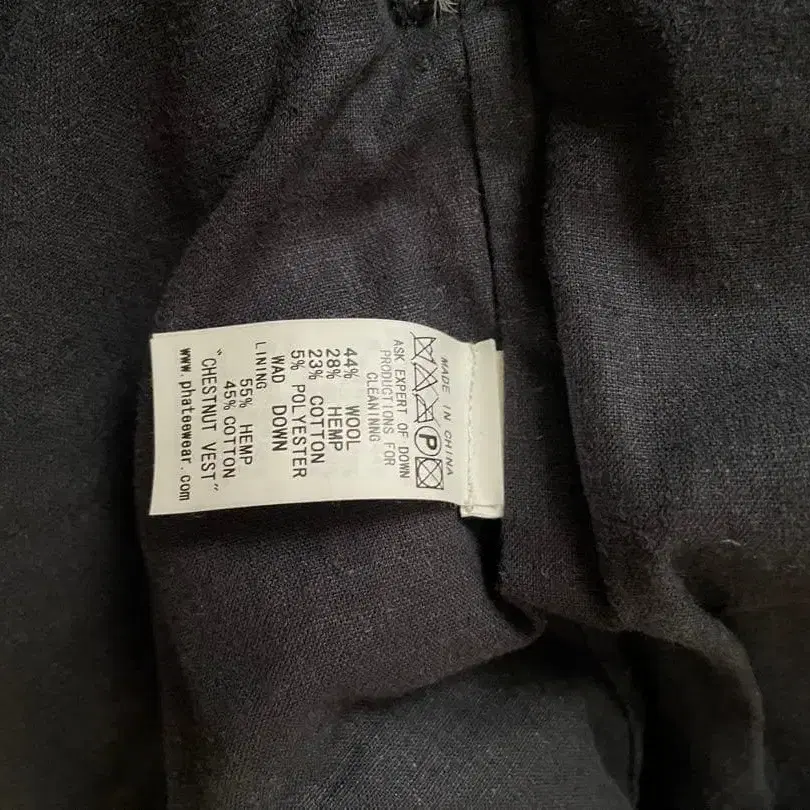 MADE IN CHINA
P
ASK EXPERT OF DOWN
PRODUCTIONS FOR
CLEANINNG
44% WOOL
28% HEMP
23% COTTON
5% POLYESTER
WAD DOWN
LINING
55% HEMP
45% COTTON
"CHESTNUT VEST"
www.phateewear.com